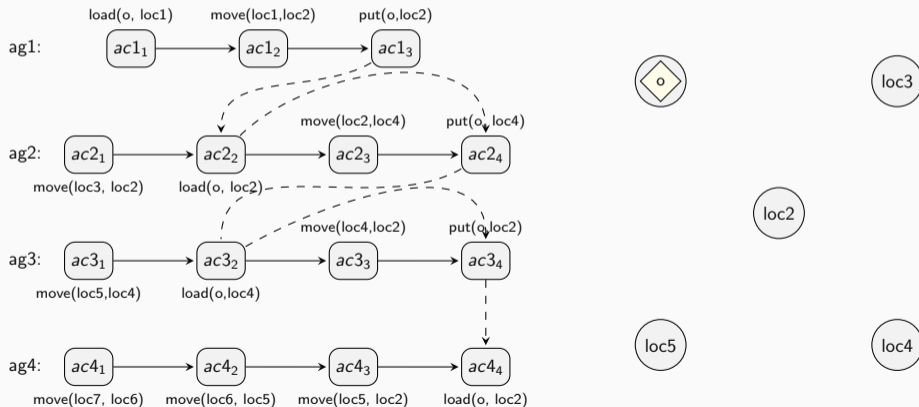 load(o, loc1) move(loc1,loc2) put(o,loc2)
ag1: ac1₁ ac1₂ ac1₃
o loc3
move(loc2,loc4) put(o, loc4)
ag2: ac2₁ ac2₂ ac2₃ ac2₄
move(loc3, loc2) load(o, loc2)
loc2
move(loc4,loc2) put(o,loc2)
ag3: ac3₁ ac3₂ ac3₃ ac3₄
move(loc5,loc4) load(o,loc4)
loc5 loc4
ag4: ac4₁ ac4₂ ac4₃ ac4₄
move(loc7, loc6) move(loc6, loc5) move(loc5, loc2) load(o, loc2)